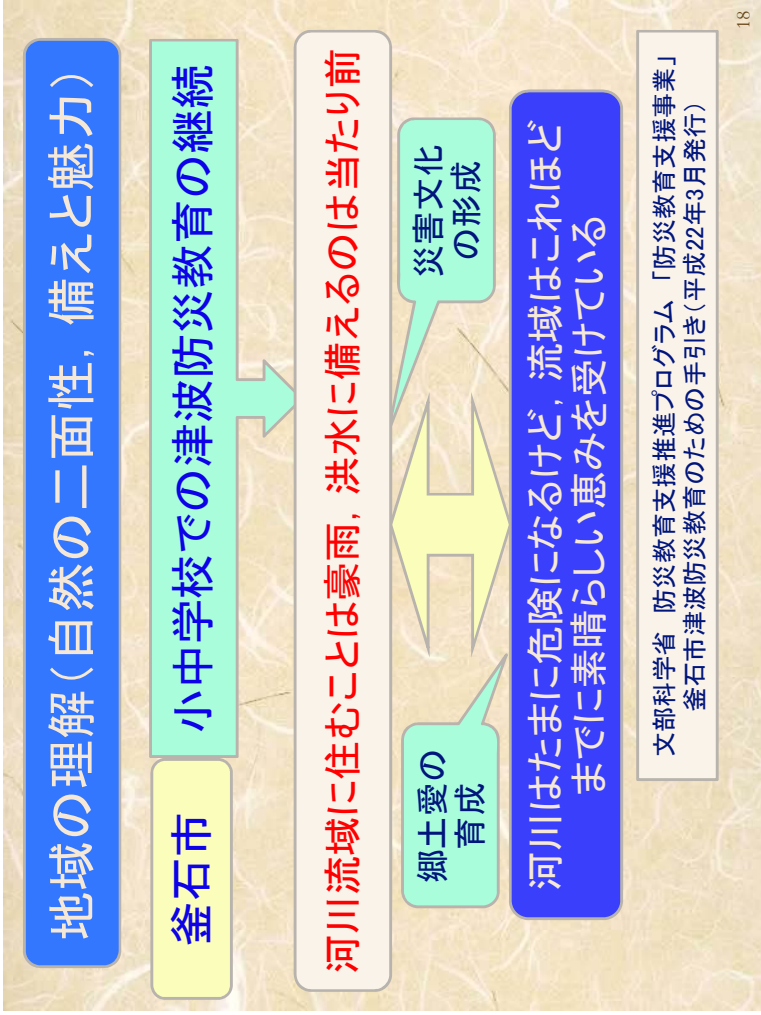 地域の理解（自然の二面性，備えと魅力）
釜石市
小中学校での津波防災教育の継続
河川流域に住むことは豪雨，洪水に備えるのは当たり前
郷土愛の
育成
災害文化
の形成
河川はたまに危険になるけど，流域はこれほど
までに素晴らしい恵みを受けている
文部科学省　防災教育支援推進プログラム　「防災教育支援事業」
釜石市津波防災教育のための手引き（平成22年3月発行）
18